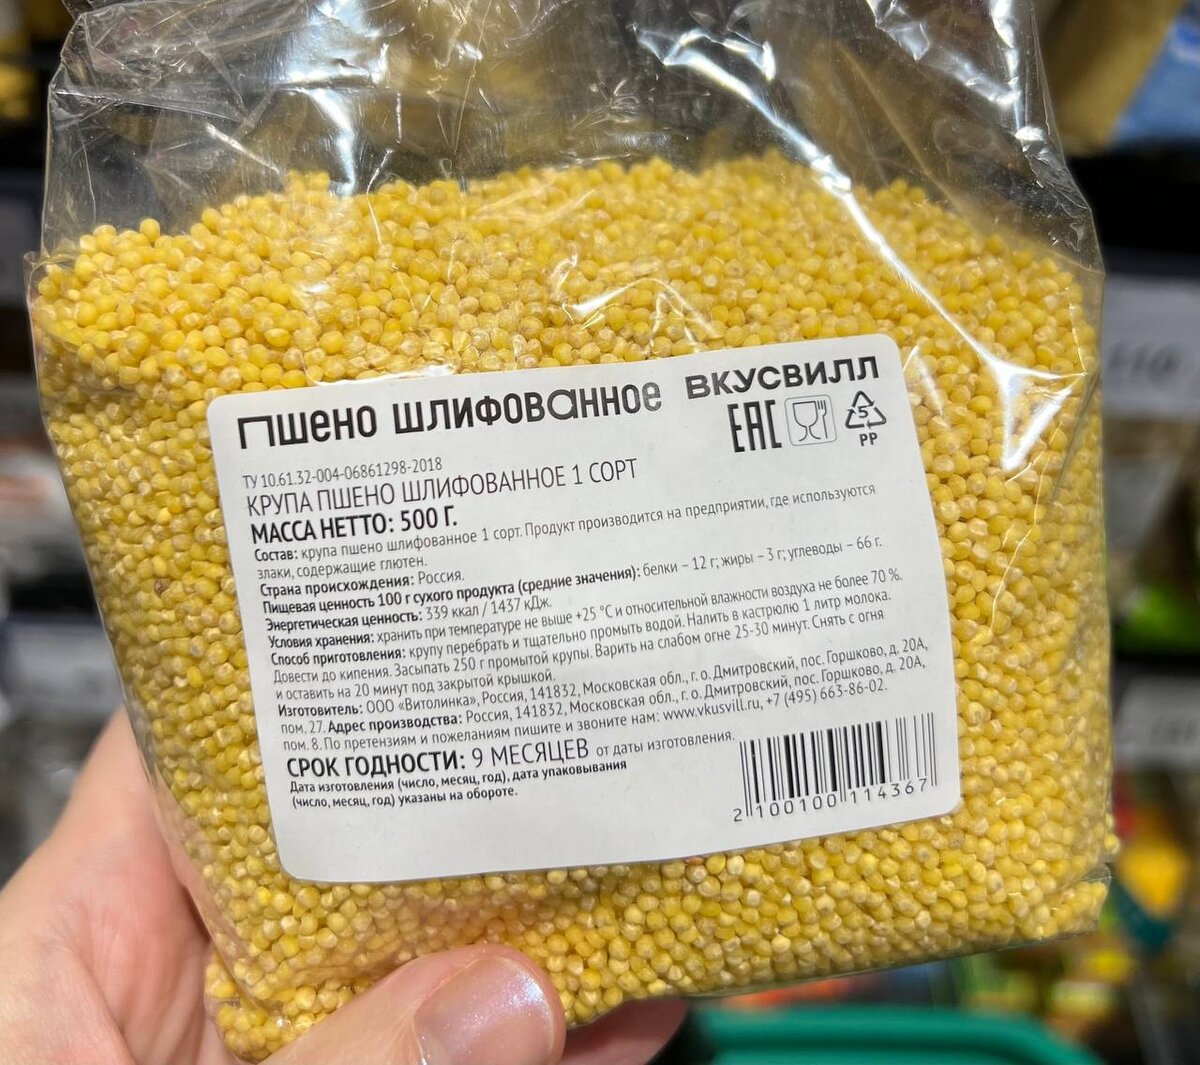 Пшено шлифованное ВКУСВИЛЛ
EAC
5
PP
ТУ 10.61.32-004-06861298-2018
КРУПА ПШЕНО ШЛИФОВАННОЕ 1 СОРТ
МАССА НЕТТО: 500 Г.
Состав: крупа пшено шлифованное 1 сорт. Продукт производится на предприятии, где используются
злаки, содержащие глютен.
Страна происхождения: Россия.
Пищевая ценность 100 г сухого продукта (средние значения): белки – 12 г; жиры – 3 г; углеводы – 66 г.
Энергетическая ценность: 339 ккал / 1437 кДж.
Условия хранения: хранить при температуре не выше +25 °С и относительной влажности воздуха не более 70 %.
Способ приготовления: крупу перебрать и тщательно промыть водой. Налить в кастрюлю 1 литр молока.
Довести до кипения. Засыпать 250 г промытой крупы. Варить на слабом огне 25-30 минут. Снять с огня
и оставить на 20 минут под закрытой крышкой.
Изготовитель: ООО «Витолинка», Россия, 141832, Московская обл., г. о. Дмитровский, пос. Горшково, д. 20А,
пом. 27. Адрес производства: Россия, 141832, Московская обл., г. о. Дмитровский, пос. Горшково, д. 20А,
пом. 8. По претензиям и пожеланиям пишите и звоните нам: www.vkusvill.ru, +7 (495) 663-86-02.
СРОК ГОДНОСТИ: 9 МЕСЯЦЕВ от даты изготовления.
Дата изготовления (число, месяц, год), дата упаковывания
(число, месяц, год) указаны на обороте.
2 100100 114367